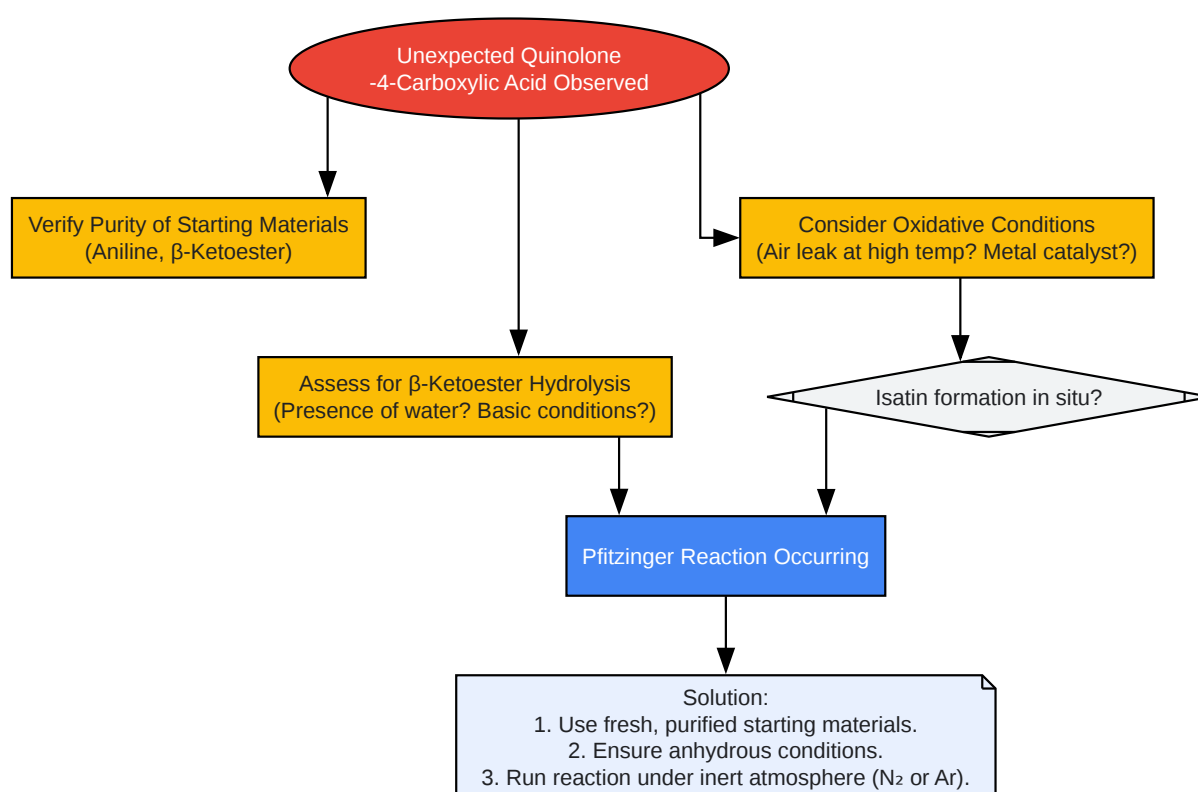 Unexpected Quinolone
-4-Carboxylic Acid Observed
Verify Purity of Starting Materials
(Aniline, β-Ketoester)
Consider Oxidative Conditions
(Air leak at high temp? Metal catalyst?)
Assess for β-Ketoester Hydrolysis
(Presence of water? Basic conditions?)
Isatin formation in situ?
Pfitzinger Reaction Occurring
Solution:
1. Use fresh, purified starting materials.
2. Ensure anhydrous conditions.
3. Run reaction under inert atmosphere (N₂ or Ar).